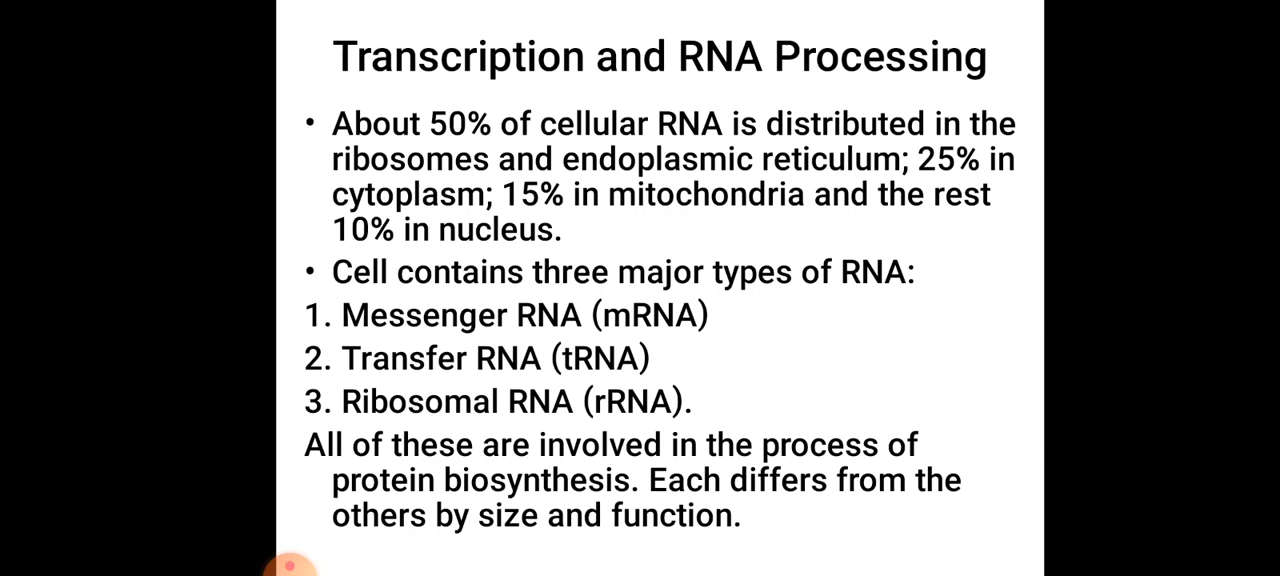 Transcription and RNA Processing
• About 50% of cellular RNA is distributed in the
ribosomes and endoplasmic reticulum; 25% in
cytoplasm; 15% in mitochondria and the rest
10% in nucleus.
• Cell contains three major types of RNA:
1. Messenger RNA (mRNA)
2. Transfer RNA (tRNA)
3. Ribosomal RNA (rRNA).
All of these are involved in the process of
protein biosynthesis. Each differs from the
others by size and function.